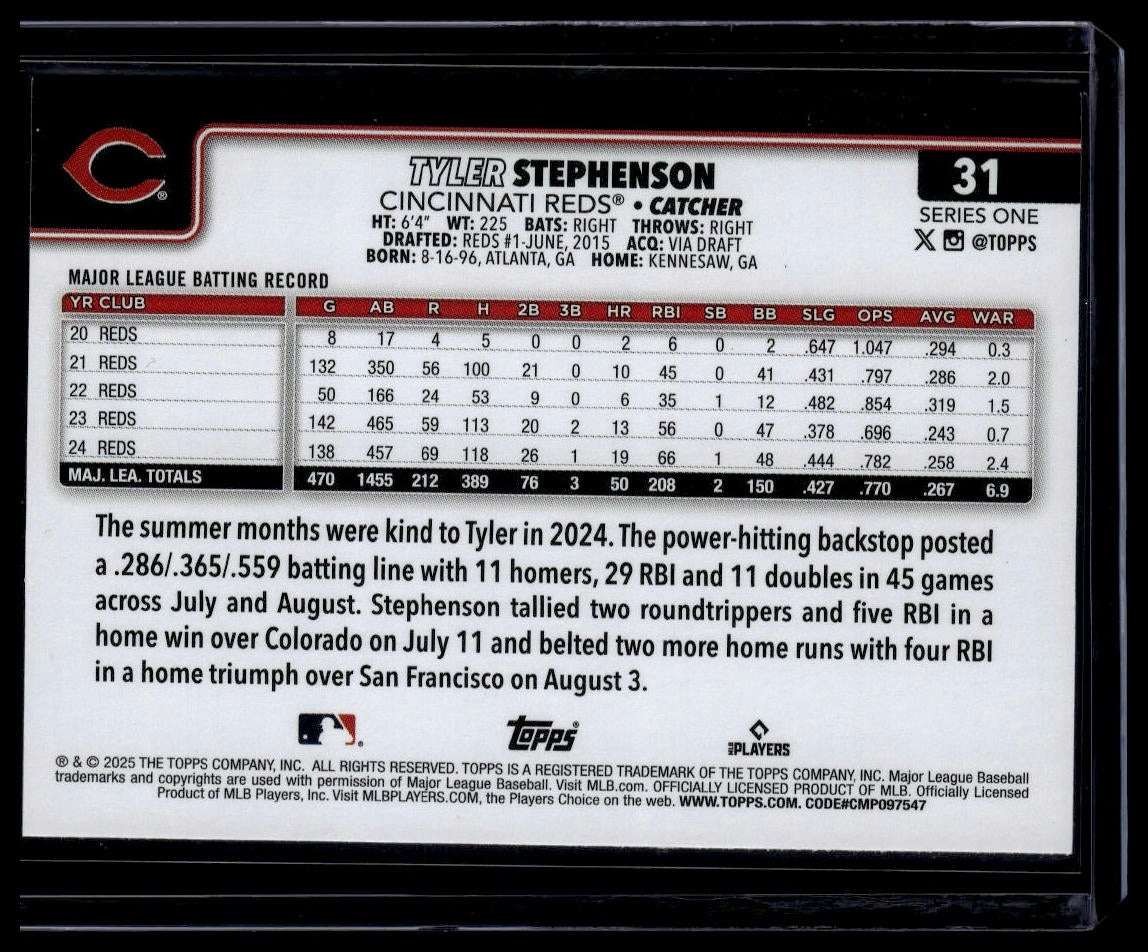 TYLER STEPHENSON
CINCINNATI REDS® • CATCHER
HT: 6'4" WT: 225 BATS: RIGHT THROWS: RIGHT
DRAFTED: REDS #1-JUNE, 2015 ACQ: VIA DRAFT
BORN: 8-16-96, ATLANTA, GA HOME: KENNESAW, GA
31
SERIES ONE
X @TOPPS
C ®
MAJOR LEAGUE BATTING RECORD
YR CLUB G AB R H 2B 3B HR RBI SB BB SLG OPS AVG WAR
20 REDS 8 17 4 5 0 0 2 6 0 2 .647 1.047 .294 0.3
21 REDS 132 350 56 100 21 0 10 45 0 41 .431 .797 .286 2.0
22 REDS 50 166 24 53 9 0 6 35 1 12 .482 .854 .319 1.5
23 REDS 142 465 59 113 20 2 13 56 0 47 .378 .696 .243 0.7
24 REDS 138 457 69 118 26 1 19 66 1 48 .444 .782 .258 2.4
MAJ. LEA. TOTALS 470 1455 212 389 76 3 50 208 2 150 .427 .770 .267 6.9
The summer months were kind to Tyler in 2024. The power-hitting backstop posted
a .286/.365/.559 batting line with 11 homers, 29 RBI and 11 doubles in 45 games
across July and August. Stephenson tallied two roundtrippers and five RBI in a
home win over Colorado on July 11 and belted two more home runs with four RBI
in a home triumph over San Francisco on August 3.
topps®
MLB PLAYERS
® & © 2025 THE TOPPS COMPANY, INC. ALL RIGHTS RESERVED. TOPPS IS A REGISTERED TRADEMARK OF THE TOPPS COMPANY, INC. Major League Baseball
trademarks and copyrights are used with permission of Major League Baseball. Visit MLB.com. OFFICIALLY LICENSED PRODUCT OF MLB. Officially Licensed
Product of MLB Players, Inc. Visit MLBPLAYERS.COM, the Players Choice on the web. WWW.TOPPS.COM. CODE#CMP097547